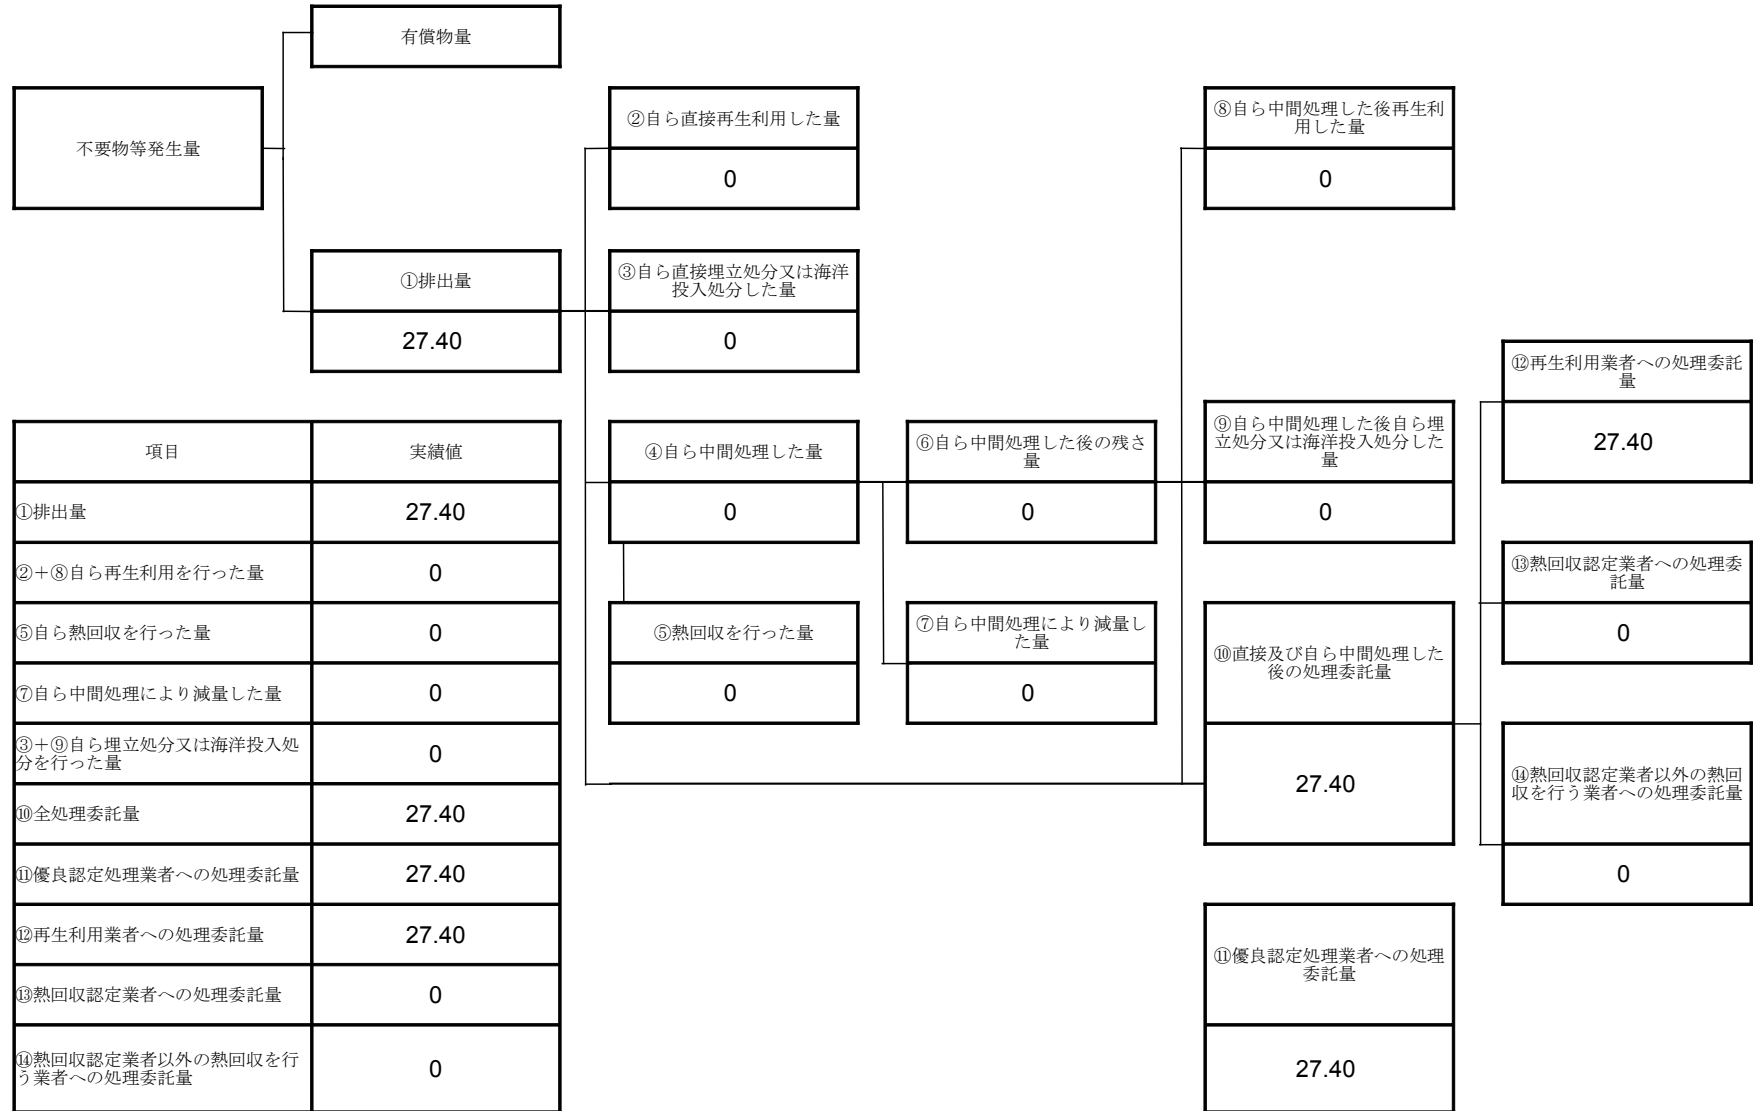 有償物量
不要物等発生量
②自ら直接再生利用した量
0
⑧自ら中間処理した後再生利
用した量
0
①排出量
27.40
③自ら直接埋立処分又は海洋
投入処分した量
0
⑫再生利用業者への処理委託
量
27.40
項目
実績値
①排出量
27.40
②+⑧自ら再生利用を行った量
0
⑤自ら熱回収を行った量
0
⑦自ら中間処理により減量した量
0
③+⑨自ら埋立処分又は海洋投入処
分を行った量
0
⑩全処理委託量
27.40
⑪優良認定処理業者への処理委託量
27.40
⑫再生利用業者への処理委託量
27.40
⑬熱回収認定業者への処理委託量
0
⑭熱回収認定業者以外の熱回収を行
う業者への処理委託量
0
④自ら中間処理した量
0
⑥自ら中間処理した後の残さ
量
0
⑨自ら中間処理した後自ら埋
立処分又は海洋投入処分した
量
0
⑤熱回収を行った量
0
⑦自ら中間処理により減量し
た量
0
⑩直接及び自ら中間処理した
後の処理委託量
27.40
⑬熱回収認定業者への処理委
託量
0
⑭熱回収認定業者以外の熱回
収を行う業者への処理委託量
0
⑪優良認定処理業者への処理
委託量
27.40